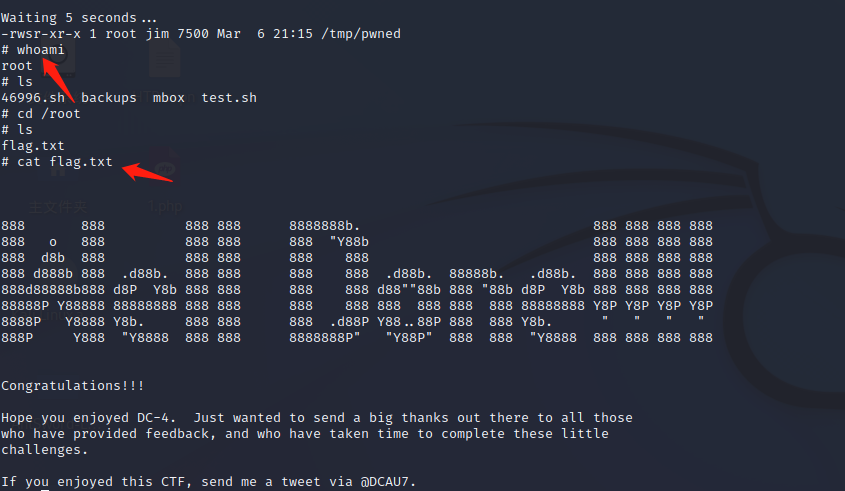 Waiting 5 seconds...
-rwsr-xr-x 1 root jim 7500 Mar  6 21:15 /tmp/pwned
# whoami
root
# ls
46996.sh  backups  mbox  test.sh
# cd /root
# ls
flag.txt
# cat flag.txt
主文件夹
1.php
888       888          888 888      8888888b.                             888 888 888 888
888   o   888          888 888      888  "Y88b                            888 888 888 888
888  d8b  888          888 888      888    888                            888 888 888 888
888 d888b 888  .d88b.  888 888      888    888  .d88b.  88888b.   .d88b.  888 888 888 888
888d88888b888 d8P  Y8b 888 888      888    888 d88""88b 888 "88b d8P  Y8b 888 888 888 888
88888P Y88888 88888888 888 888      888    888 888  888 888  888 88888888 Y8P Y8P Y8P Y8P
8888P   Y8888 Y8b.     888 888      888  .d88P Y88..88P 888  888 Y8b.      "   "   "   "
888P     Y888  "Y8888  888 888      8888888P"   "Y88P"  888  888  "Y8888  888 888 888 888
Congratulations!!!
Hope you enjoyed DC-4.  Just wanted to send a big thanks out there to all those
who have provided feedback, and who have taken time to complete these little
challenges.
If you enjoyed this CTF, send me a tweet via @DCAU7.